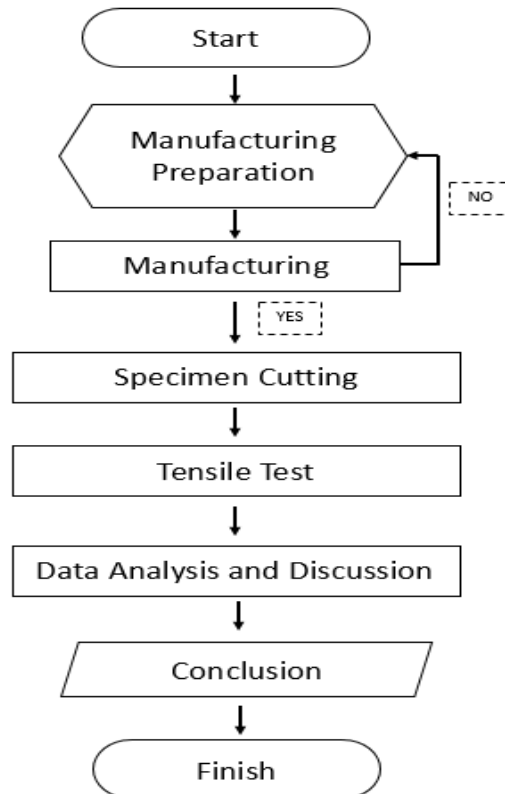 Start
Manufacturing
Preparation
NO
Manufacturing
YES
Specimen Cutting
Tensile Test
Data Analysis and Discussion
Conclusion
Finish